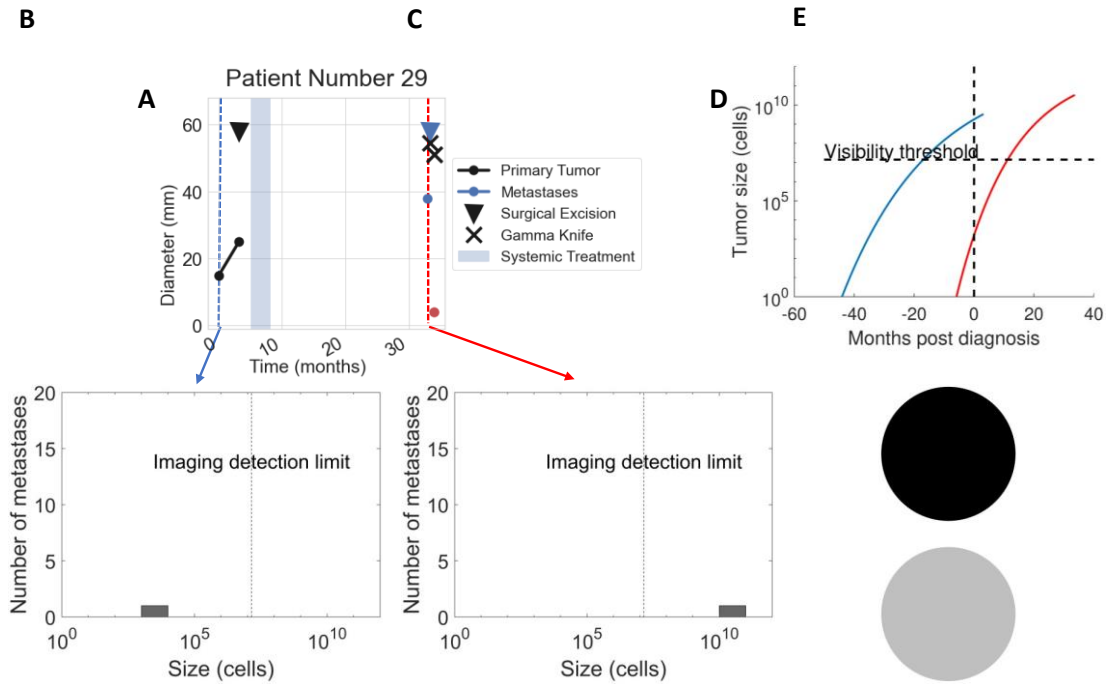 B
C
E
A
D
Patient Number 29
Diameter (mm)
60
40
20
0
0
10
20
30
Time (months)
Primary Tumor
Metastases
Surgical Excision
Gamma Knife
Systemic Treatment
Tumor size (cells)
10^10
10^5
10^0
Visibility threshold
-60
-40
-20
0
20
40
Months post diagnosis
Number of metastases
20
15
10
5
0
Imaging detection limit
10^0
10^5
10^10
Size (cells)
Number of metastases
20
15
10
5
0
Imaging detection limit
10^0
10^5
10^10
Size (cells)